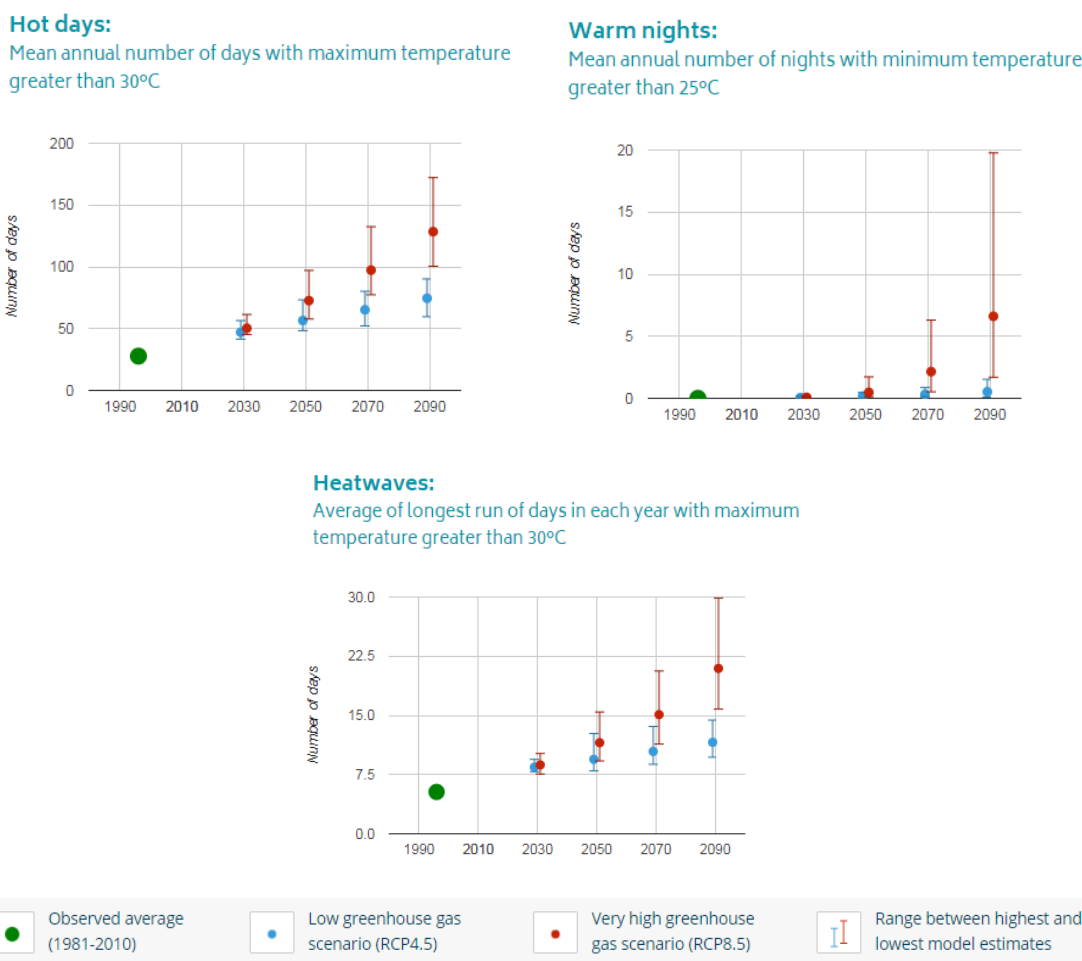 Hot days:
Mean annual number of days with maximum temperature
greater than 30ºC
200
150
100
50
0
Number of days
1990 2010 2030 2050 2070 2090
Warm nights:
Mean annual number of nights with minimum temperature
greater than 25ºC
20
15
10
5
0
Number of days
1990 2010 2030 2050 2070 2090
Heatwaves:
Average of longest run of days in each year with maximum
temperature greater than 30ºC
30.0
22.5
15.0
7.5
0.0
Number of days
1990 2010 2030 2050 2070 2090
Observed average
(1981-2010)
Low greenhouse gas
scenario (RCP4.5)
Very high greenhouse
gas scenario (RCP8.5)
Range between highest and
lowest model estimates